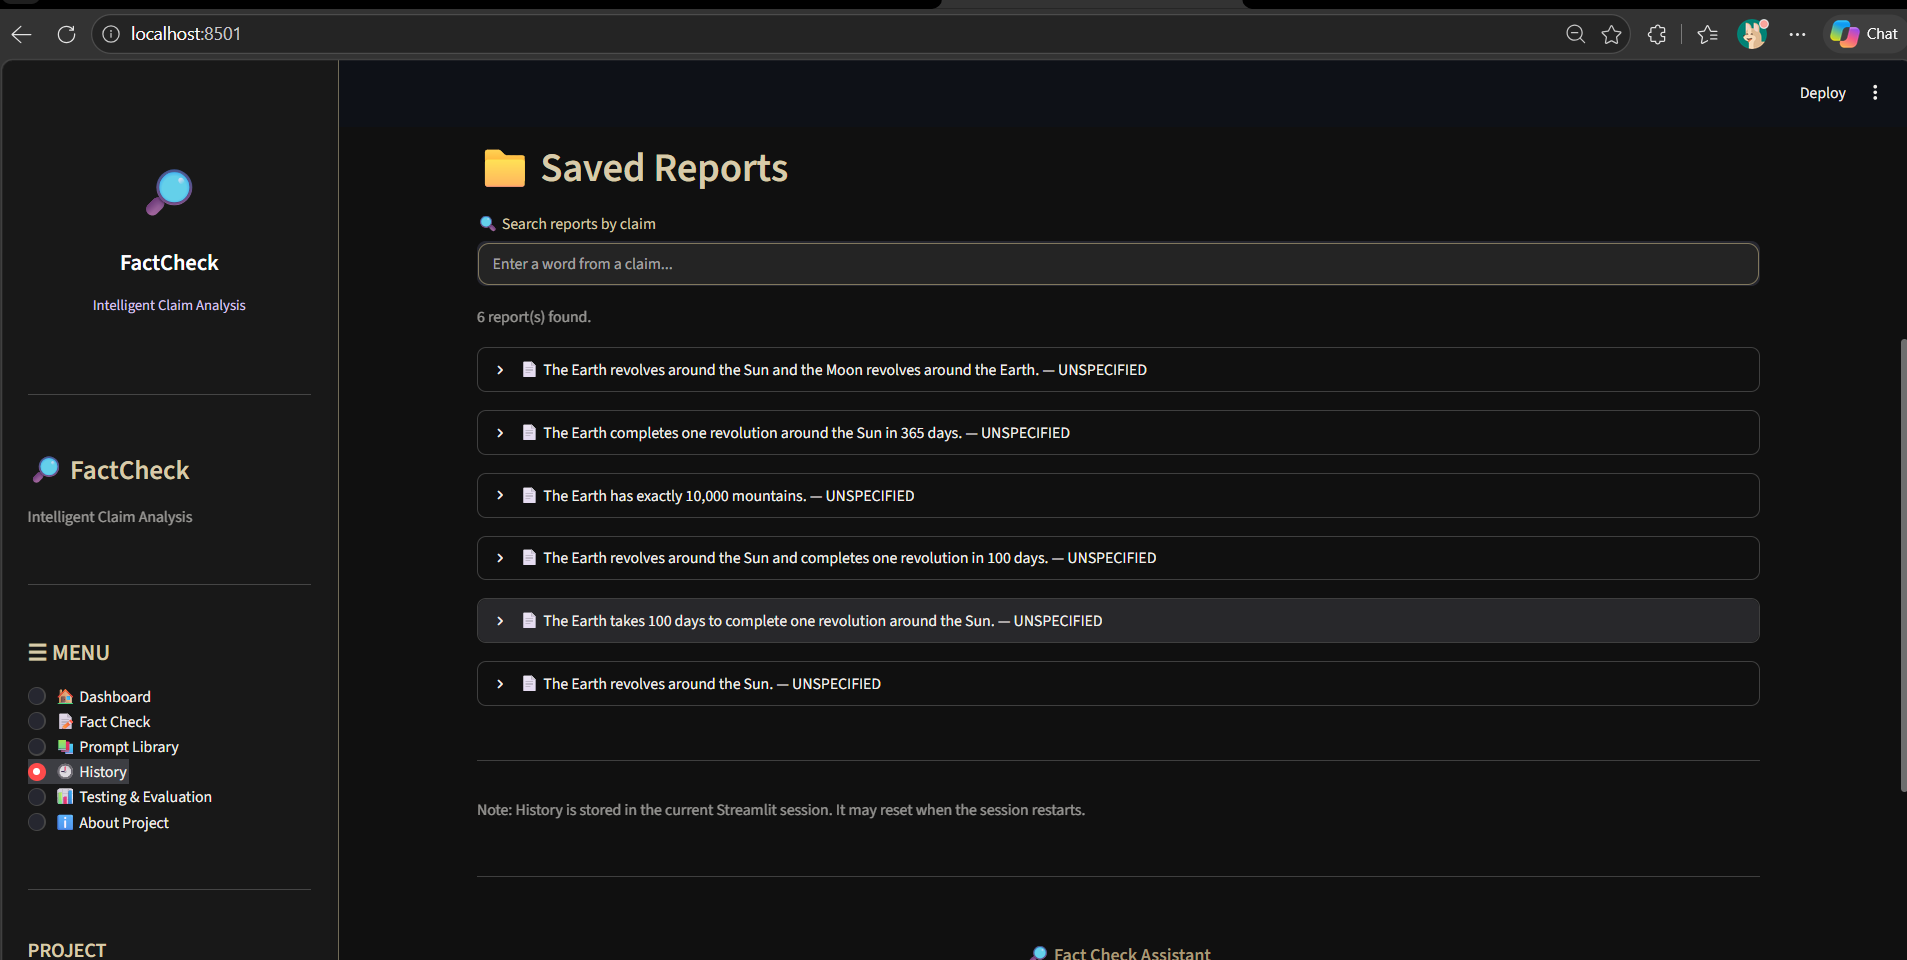 localhost:8501
Chat
Deploy
FactCheck
Intelligent Claim Analysis
FactCheck
Intelligent Claim Analysis
☰ MENU
Dashboard
Fact Check
Prompt Library
History
Testing & Evaluation
About Project
PROJECT
Saved Reports
Search reports by claim
Enter a word from a claim...
6 report(s) found.
The Earth revolves around the Sun and the Moon revolves around the Earth. — UNSPECIFIED
The Earth completes one revolution around the Sun in 365 days. — UNSPECIFIED
The Earth has exactly 10,000 mountains. — UNSPECIFIED
The Earth revolves around the Sun and completes one revolution in 100 days. — UNSPECIFIED
The Earth takes 100 days to complete one revolution around the Sun. — UNSPECIFIED
The Earth revolves around the Sun. — UNSPECIFIED
Note: History is stored in the current Streamlit session. It may reset when the session restarts.
Fact Check Assistant